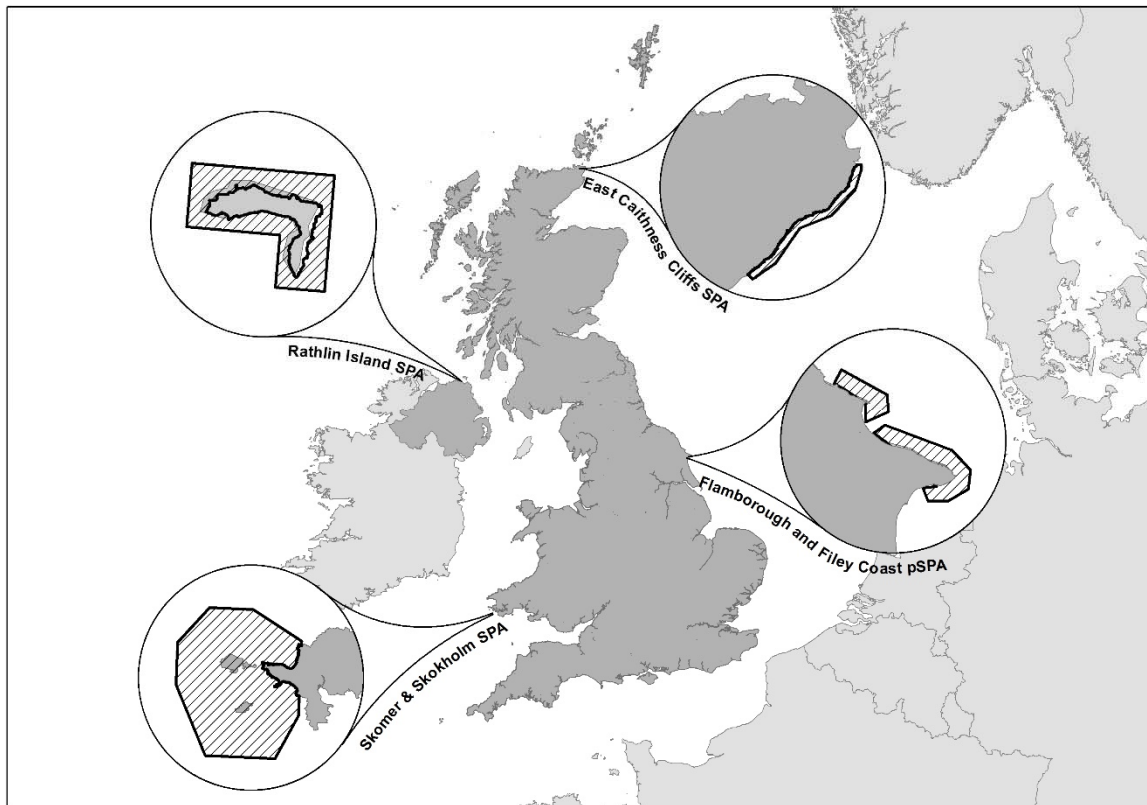 East Caithness Cliffs SPA
Rathlin Island SPA
Flamborough and Filey Coast pSPA
Skomer & Skokholm SPA